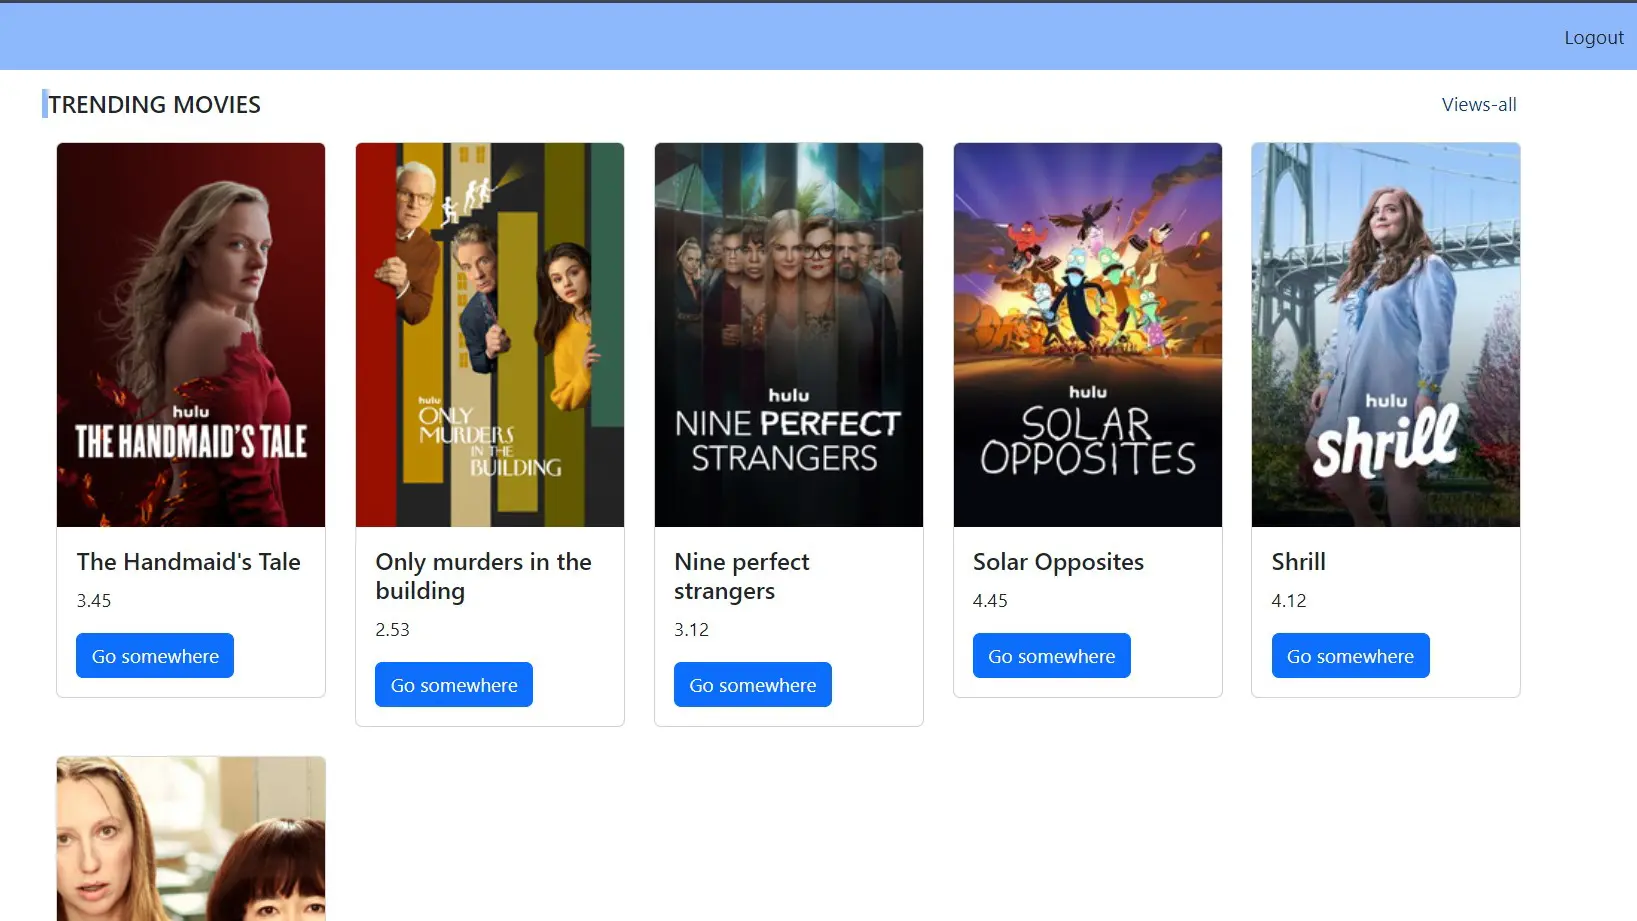 Logout
TRENDING MOVIES
Views-all
hulu
THE HANDMAID'S TALE
hulu
ONLY
MURDERS
IN THE
BUILDING
hulu
NINE PERFECT
STRANGERS
hulu
SOLAR
OPPOSITES
hulu
shrill
The Handmaid's Tale
3.45
Go somewhere
Only murders in the
building
2.53
Go somewhere
Nine perfect
strangers
3.12
Go somewhere
Solar Opposites
4.45
Go somewhere
Shrill
4.12
Go somewhere